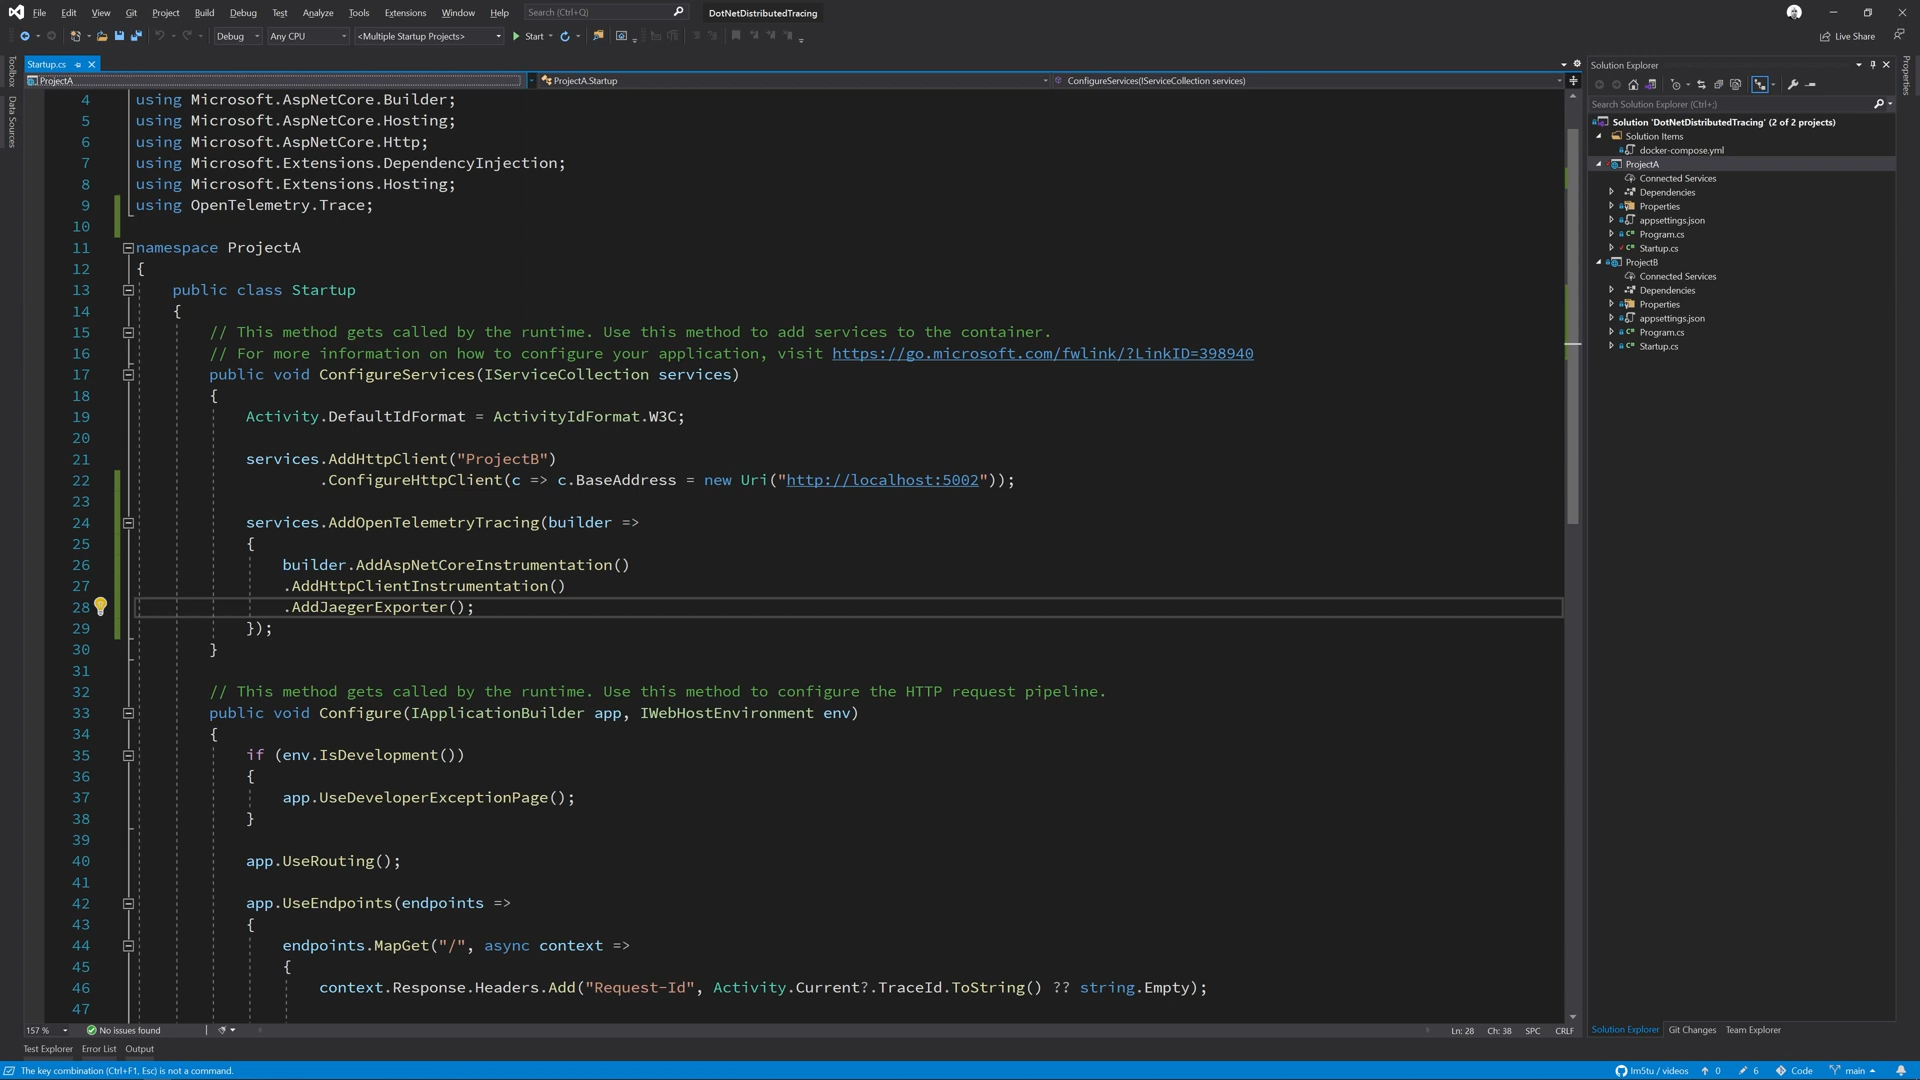 File Edit View Git Project Build Debug Test Analyze Tools Extensions Window Help Search (Ctrl+Q) DotNetDistributedTracing
Debug Any CPU <Multiple Startup Projects> Start Live Share
Startup.cs
ProjectA ProjectA.Startup ConfigureServices(IServiceCollection services)
Toolbox
Data Sources
4 using Microsoft.AspNetCore.Builder;
5 using Microsoft.AspNetCore.Hosting;
6 using Microsoft.AspNetCore.Http;
7 using Microsoft.Extensions.DependencyInjection;
8 using Microsoft.Extensions.Hosting;
9 using OpenTelemetry.Trace;
10
11 namespace ProjectA
12 {
13 public class Startup
14 {
15 // This method gets called by the runtime. Use this method to add services to the container.
16 // For more information on how to configure your application, visit https://go.microsoft.com/fwlink/?LinkID=398940
17 public void ConfigureServices(IServiceCollection services)
18 {
19 Activity.DefaultIdFormat = ActivityIdFormat.W3C;
20
21 services.AddHttpClient("ProjectB")
22 .ConfigureHttpClient(c => c.BaseAddress = new Uri("http://localhost:5002"));
23
24 services.AddOpenTelemetryTracing(builder =>
25 {
26 builder.AddAspNetCoreInstrumentation()
27 .AddHttpClientInstrumentation()
28 .AddJaegerExporter();
29 });
30 }
31
32 // This method gets called by the runtime. Use this method to configure the HTTP request pipeline.
33 public void Configure(IApplicationBuilder app, IWebHostEnvironment env)
34 {
35 if (env.IsDevelopment())
36 {
37 app.UseDeveloperExceptionPage();
38 }
39
40 app.UseRouting();
41
42 app.UseEndpoints(endpoints =>
43 {
44 endpoints.MapGet("/", async context =>
45 {
46 context.Response.Headers.Add("Request-Id", Activity.Current?.TraceId.ToString() ?? string.Empty);
47
157 % No issues found Ln: 28 Ch: 38 SPC CRLF
Solution Explorer
Search Solution Explorer (Ctrl+;)
Solution 'DotNetDistributedTracing' (2 of 2 projects)
Solution Items
docker-compose.yml
ProjectA
Connected Services
Dependencies
Properties
appsettings.json
Program.cs
Startup.cs
ProjectB
Connected Services
Dependencies
Properties
appsettings.json
Program.cs
Startup.cs
Properties
Solution Explorer Git Changes Team Explorer
Test Explorer Error List Output
The key combination (Ctrl+F1, Esc) is not a command. Im5tu / videos 0 6 Code main